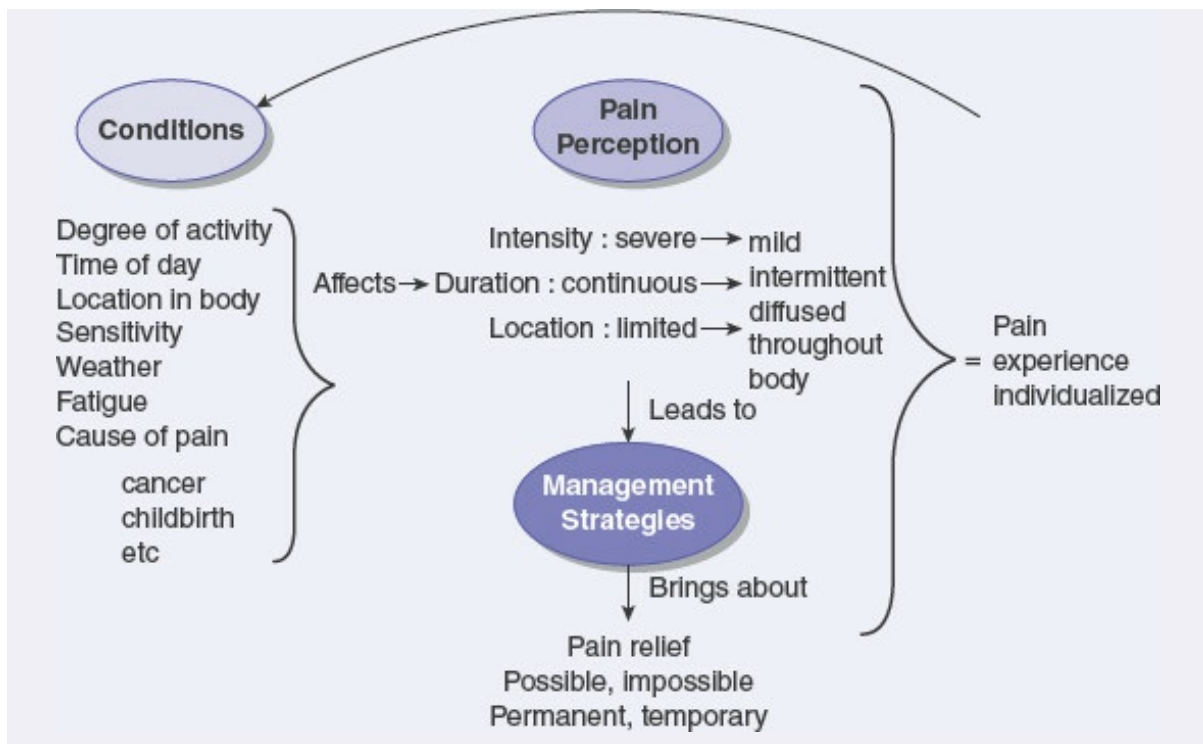 Conditions
Degree of activity
Time of day
Location in body
Sensitivity
Weather
Fatigue
Cause of pain
cancer
childbirth
etc
Affects
Pain
Perception
Intensity : severe
mild
Duration : continuous
intermittent
Location : limited
diffused
throughout
body
Leads to
Management
Strategles
Brings about
Pain relief
Possible, impossible
Permanent, temporary
= Pain
experience
individualized